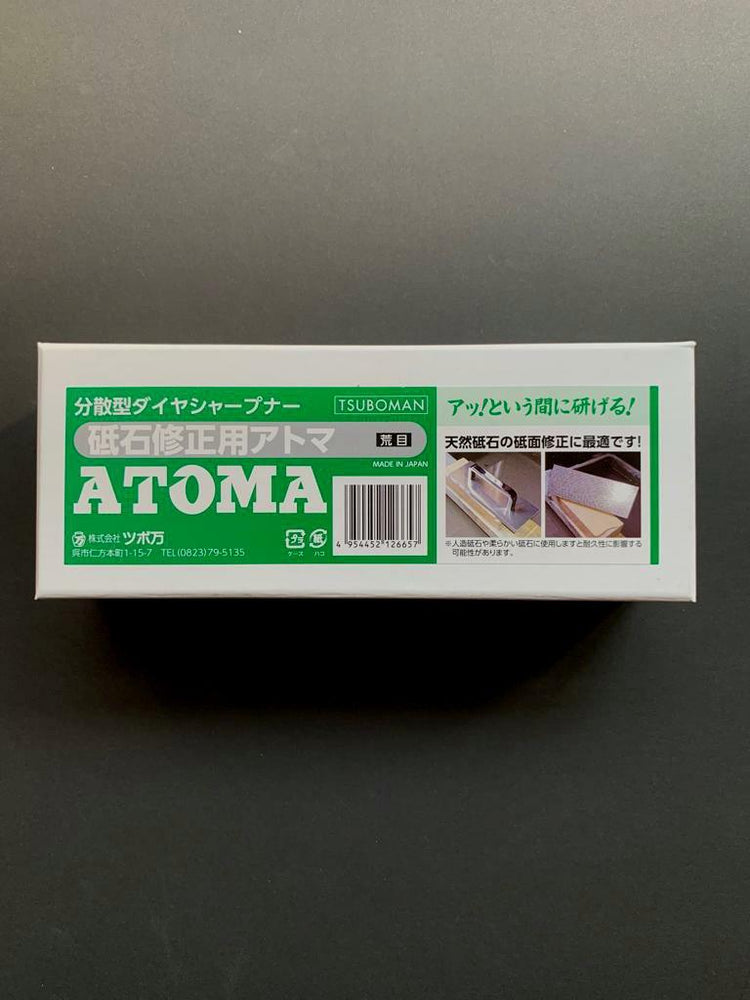 分散型ダイヤシャープナー
TSUBOMAN
砥石修正用アトマ
荒目
MADE IN JAPAN
ATOMA
株式会社 ツボ万
呉市仁方本町1-15-7 TEL(0823)79-5135
プラ
ケース
紙
ハコ
4 954452 126657
アッ!という間に研げる!
天然砥石の砥面修正に最適です!
※人造砥石や柔らかい砥石に使用しますと耐久性に影響する
可能性があります。